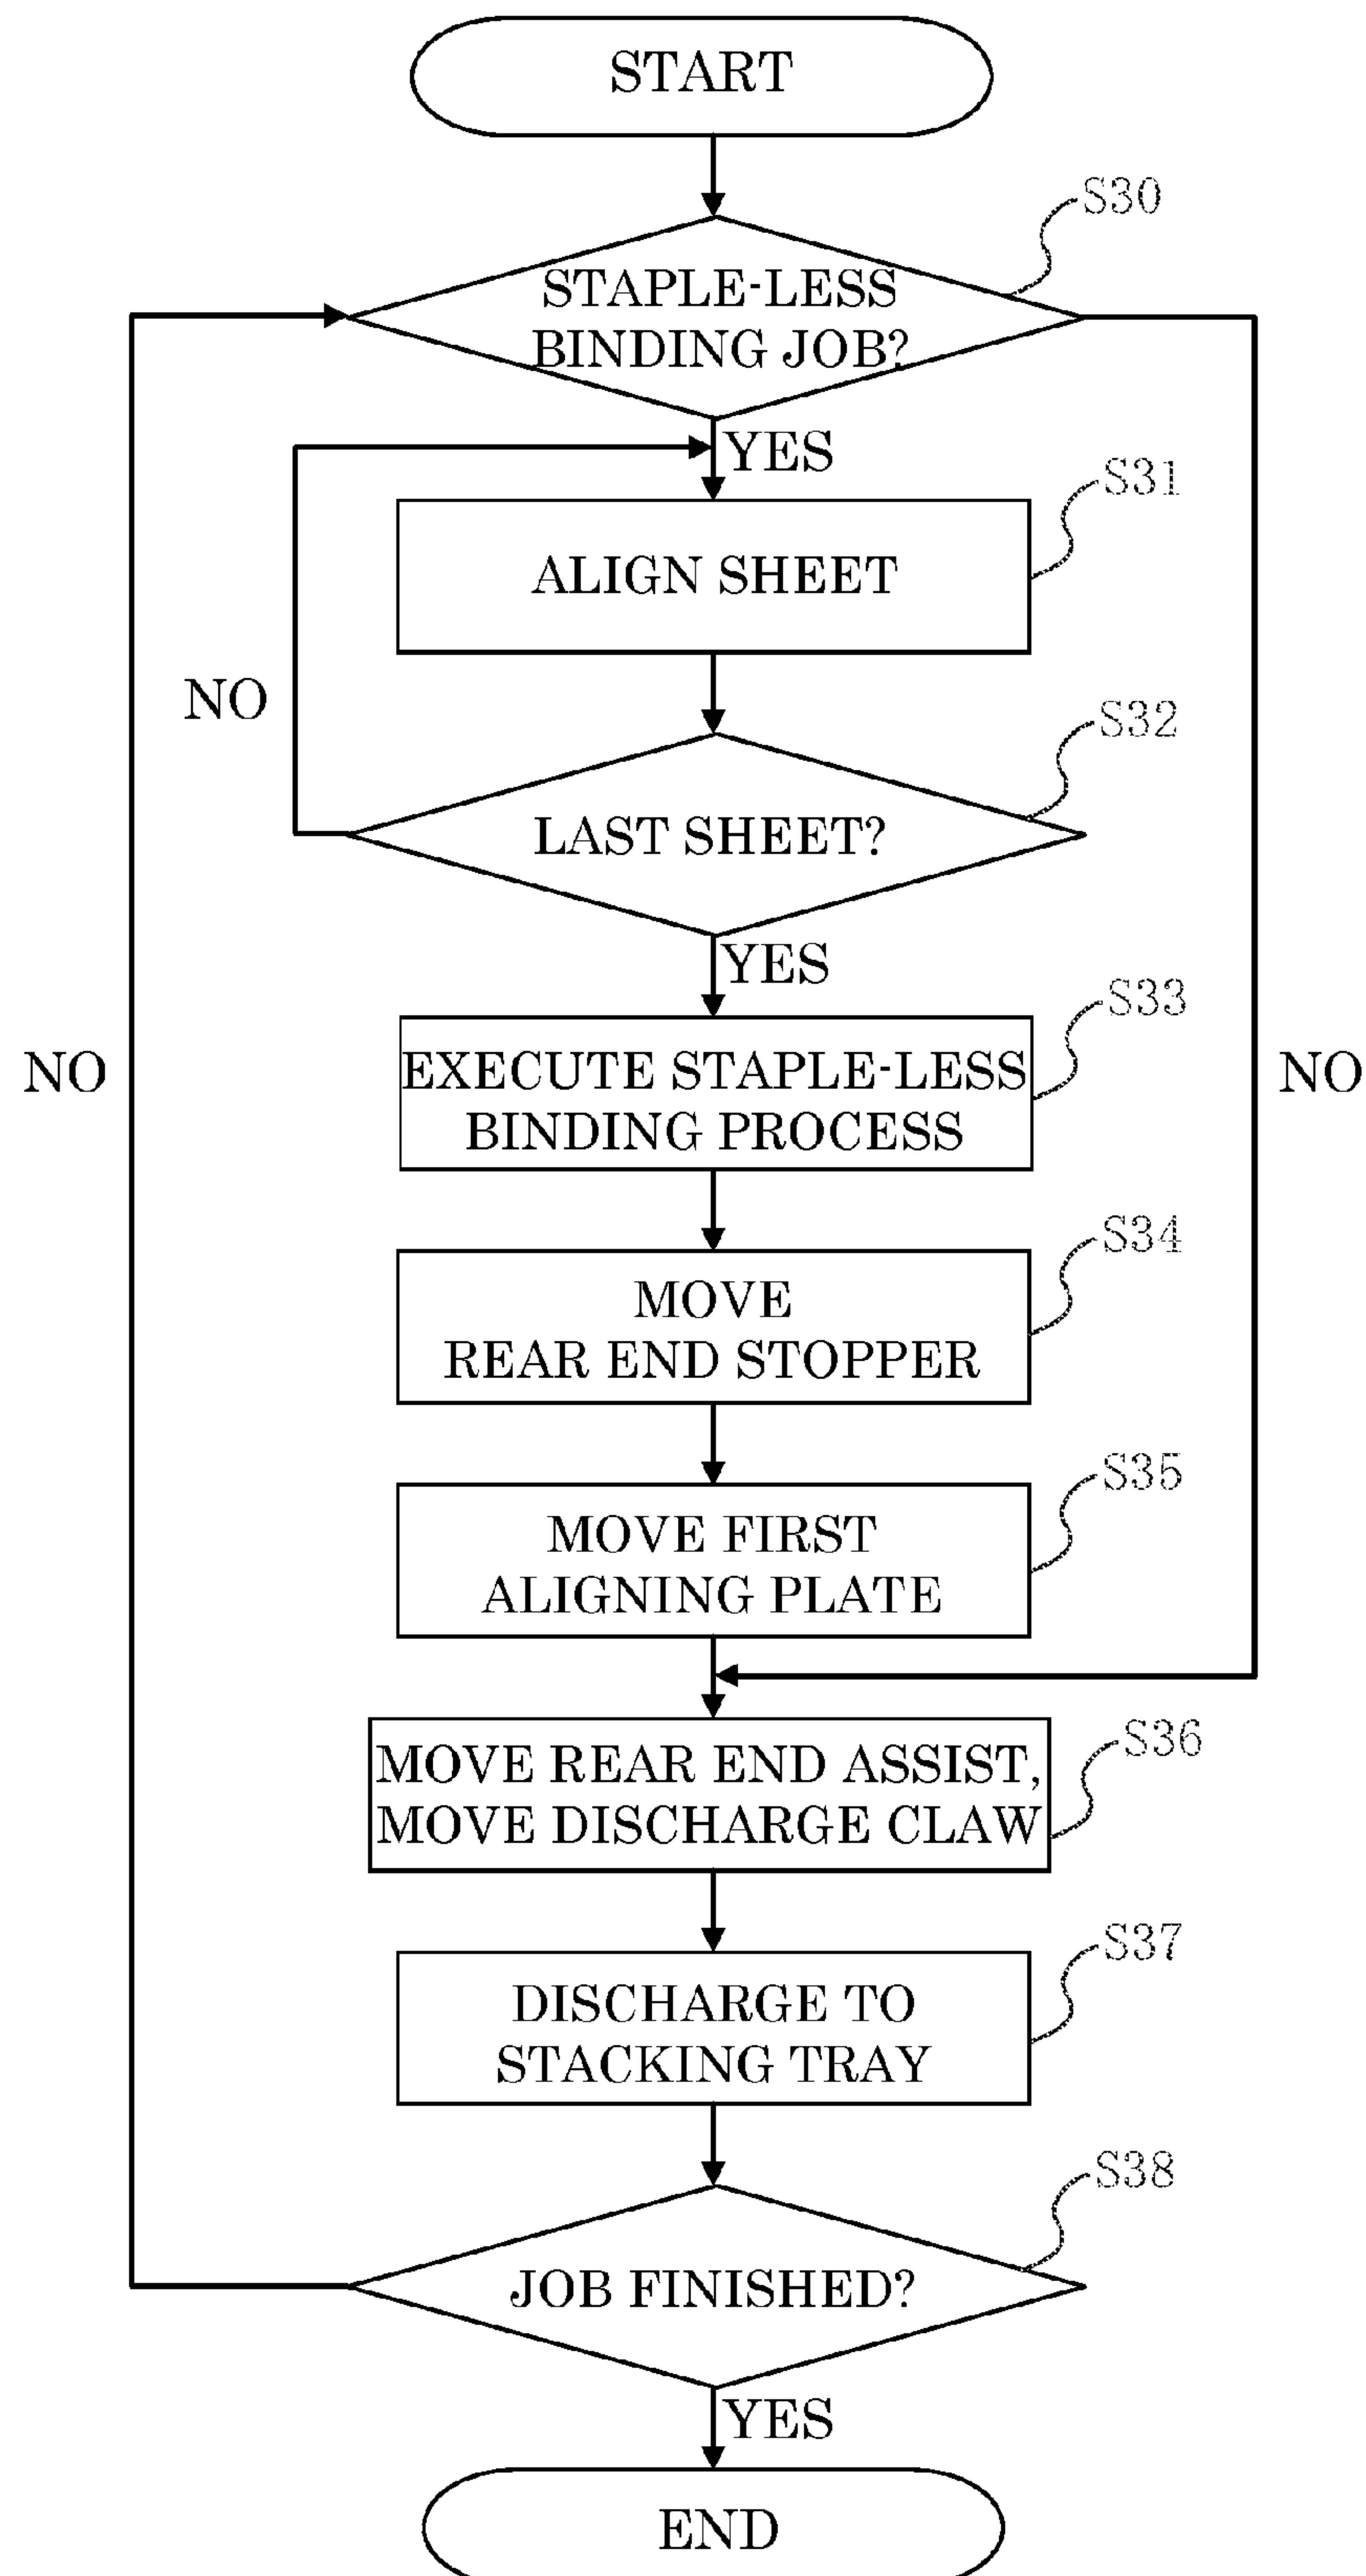 START
S30
STAPLE-LESS
BINDING JOB?
YES
S31
ALIGN SHEET
NO
S32
LAST SHEET?
YES
S33
EXECUTE STAPLE-LESS
BINDING PROCESS
NO
NO
S34
MOVE
REAR END STOPPER
S35
MOVE FIRST
ALIGNING PLATE
S36
MOVE REAR END ASSIST,
MOVE DISCHARGE CLAW
S37
DISCHARGE TO
STACKING TRAY
S38
JOB FINISHED?
YES
END